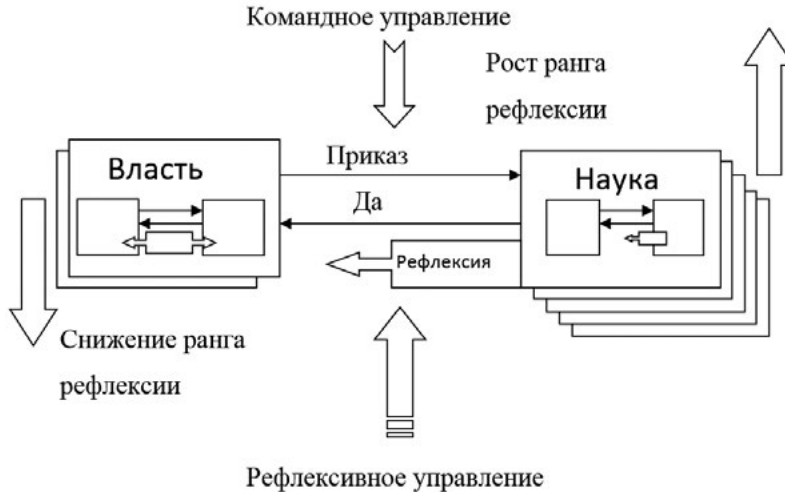 Командное управление
Рост ранга
рефлексии
Власть
Приказ
Наука
Да
Рефлексия
Снижение ранга
рефлексии
Рефлексивное управление